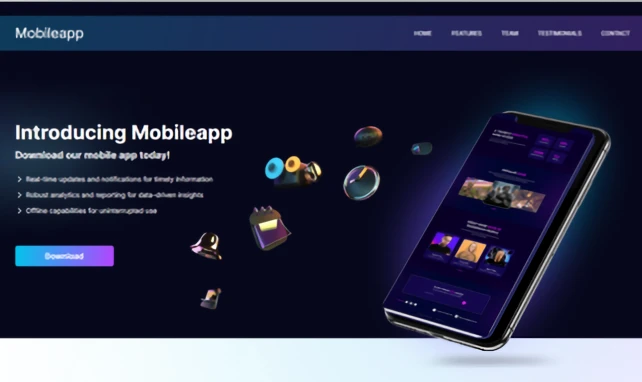 Mobileapp
HOME FEATURES TEAM TESTIMONIALS CONTACT
Introducing Mobileapp
Download our mobile app today!
Real-time updates and notifications for timely information
Robust analytics and reporting for data-driven insights
Offline capabilities for uninterrupted use
Download